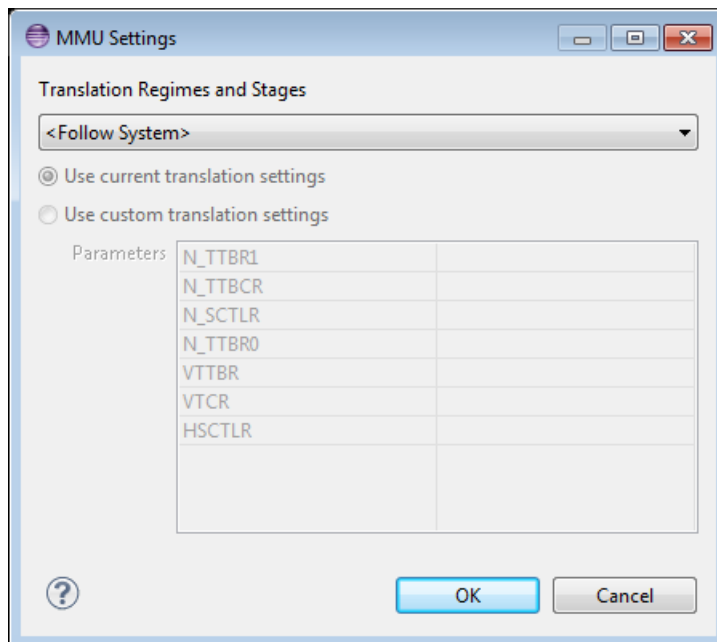 MMU Settings
Translation Regimes and Stages
<Follow System>
Use current translation settings
Use custom translation settings
Parameters
N_TTBR1
N_TTBCR
N_SCTLR
N_TTBR0
VTTBR
VTCR
HSCTLR
?
OK Cancel